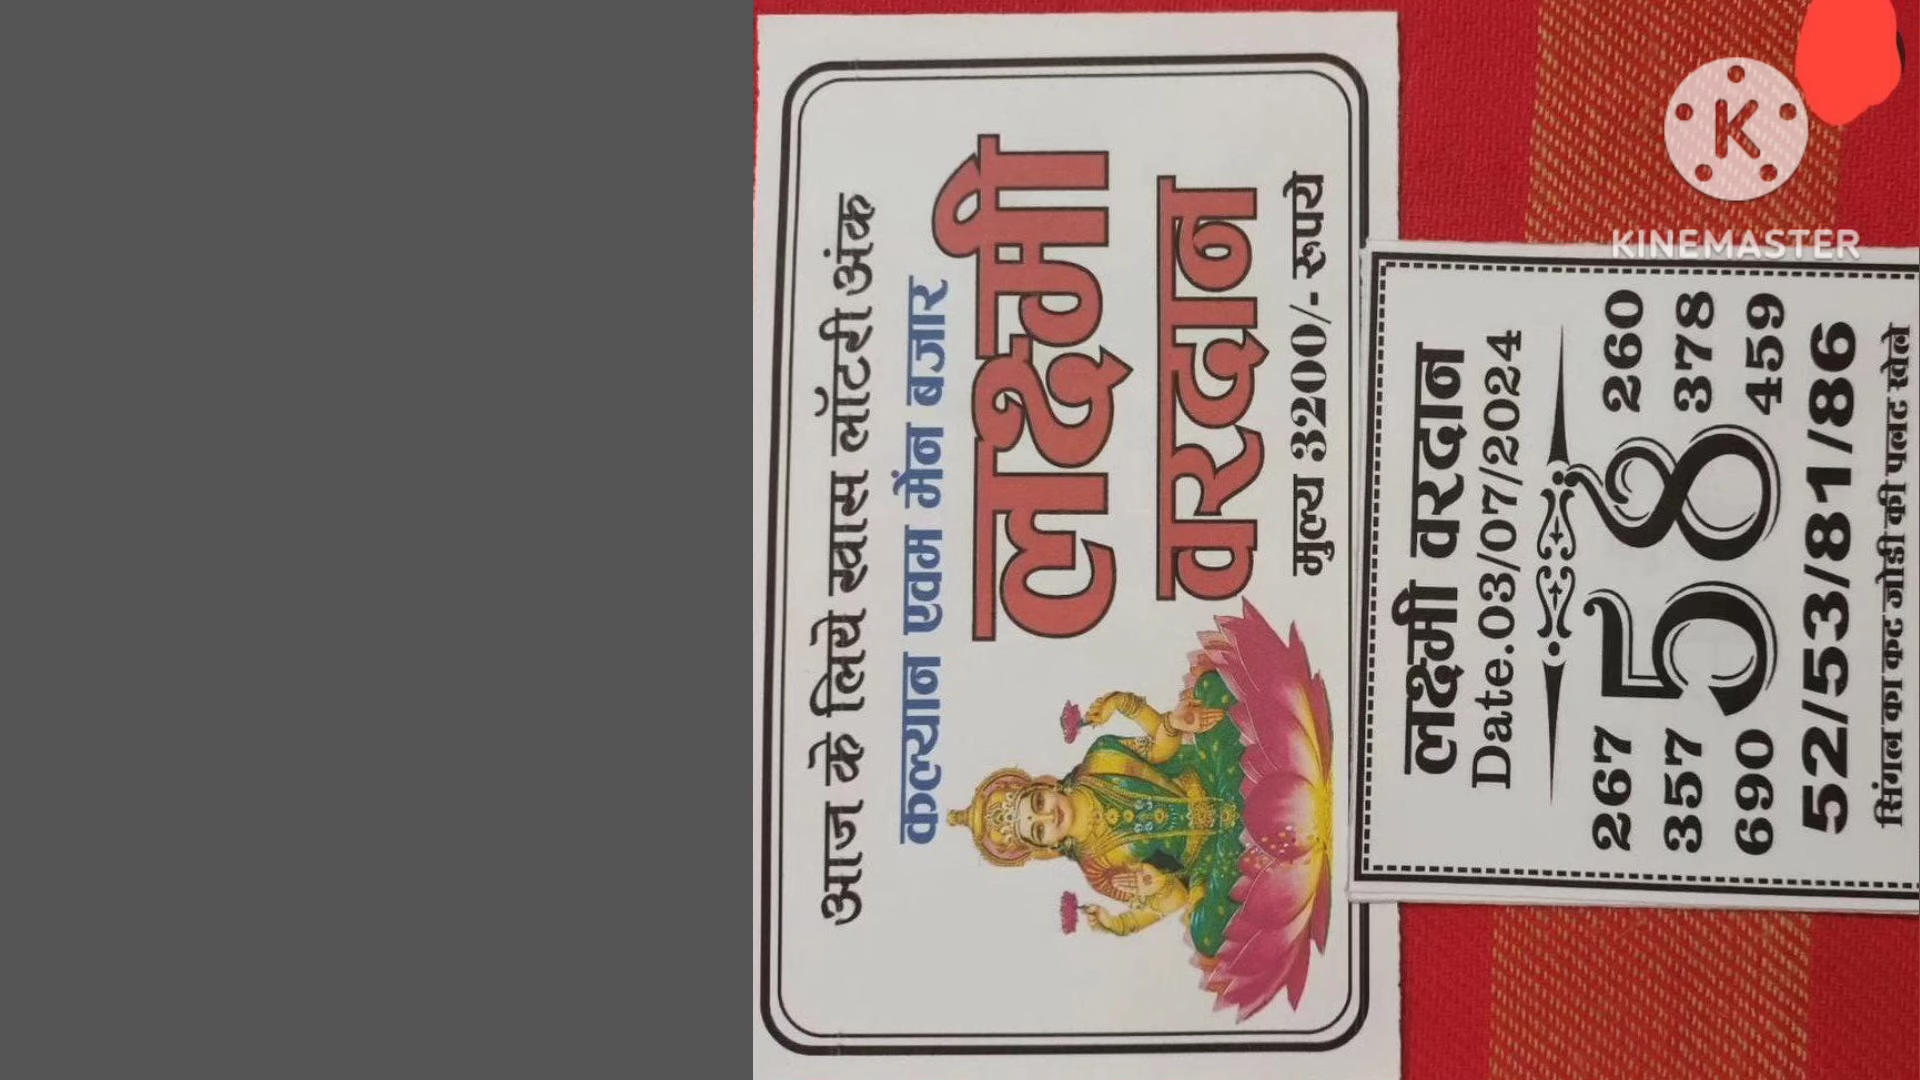 आज के लिये खास लॉटरी अंक
कल्यान एवम मेंन बजार
लक्ष्मी
वरदान
मुल्य 3200/- रुपये
लक्ष्मी वरदान
Date.03/07/2024
267 58 260
357 378
690 459
52/53/81/86
सिंगल का कट जोडी की पलट खेले
K
KINEMASTER